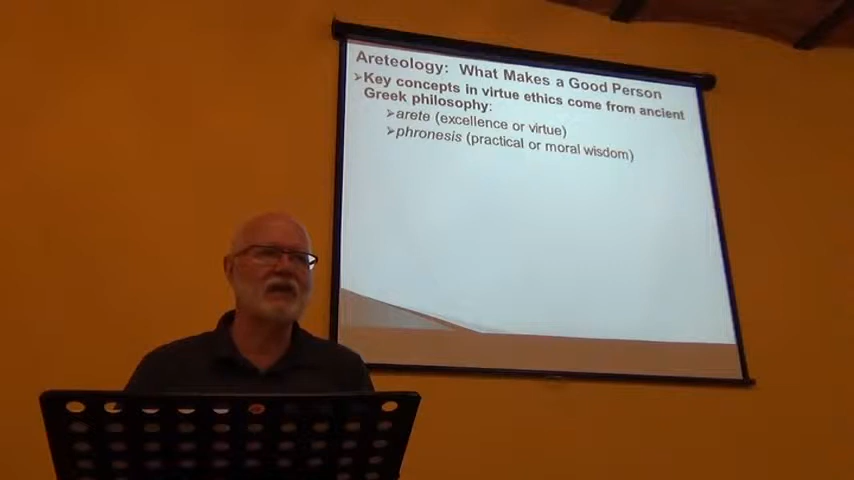 Areteology: What Makes a Good Person
➢Key concepts in virtue ethics come from ancient
Greek philosophy:
➢arete (excellence or virtue)
➢phronesis (practical or moral wisdom)